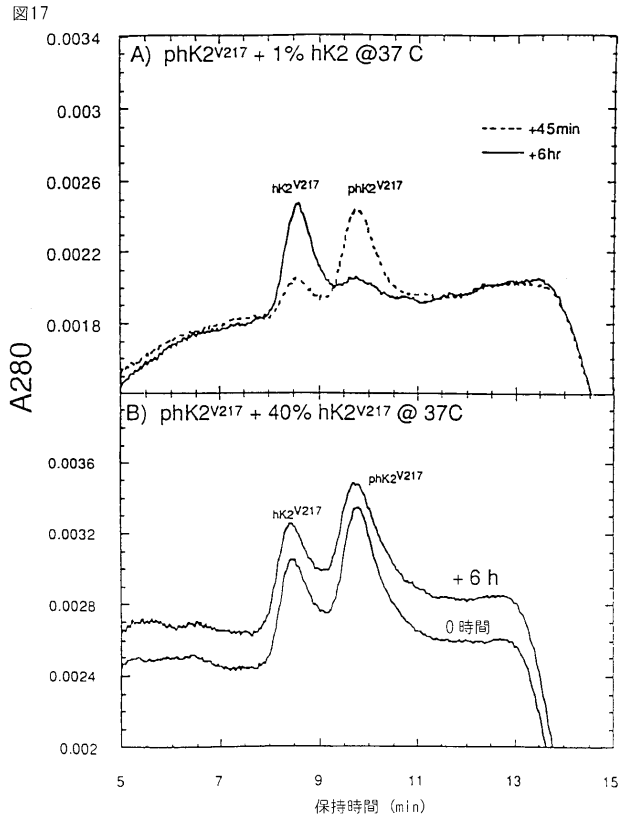 図17
A) phK2V217 + 1% hK2 @37 C
+45min
+6hr
hK2V217
phK2V217
0.0034
0.003
0.0026
0.0022
0.0018
A280
B) phK2V217 + 40% hK2V217 @ 37C
hK2V217
phK2V217
+ 6 h
0時間
0.0036
0.0032
0.0028
0.0024
0.002
5
7
9
11
13
15
保持時間 (min)